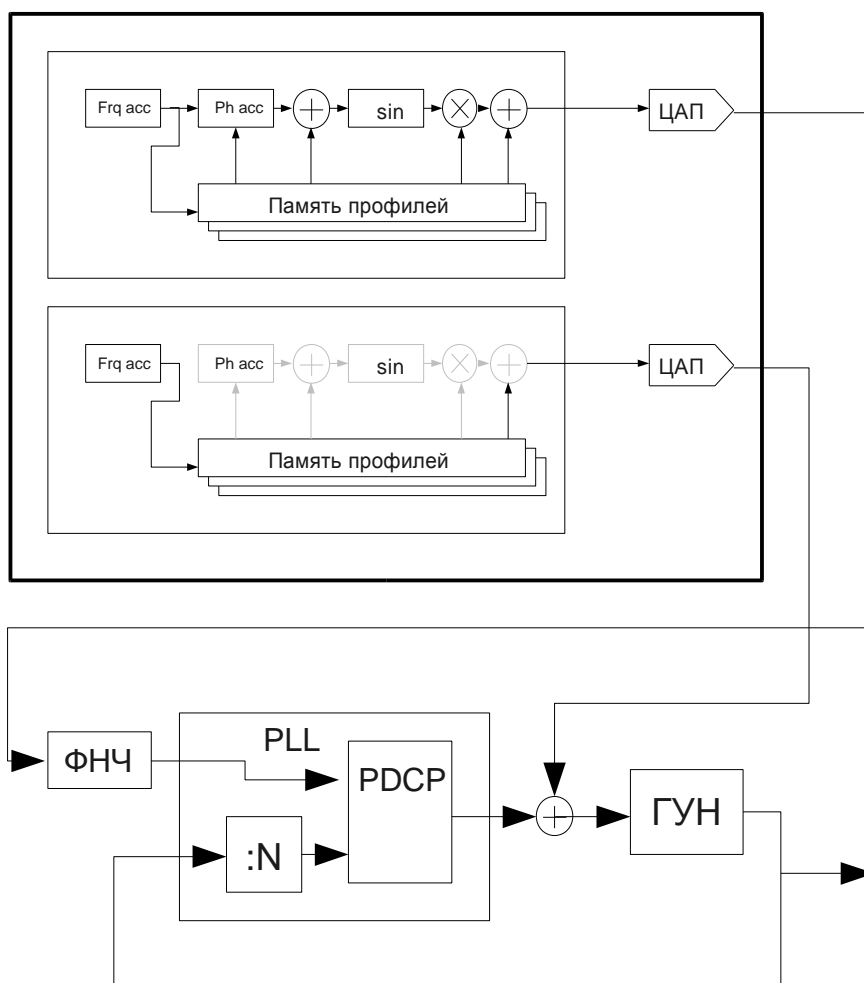 Frq acc
Ph acc
sin
ЦАП
Память профилей
Frq acc
Ph acc
sin
ЦАП
Память профилей
ФНЧ
PLL
PDCP
:N
ГУН